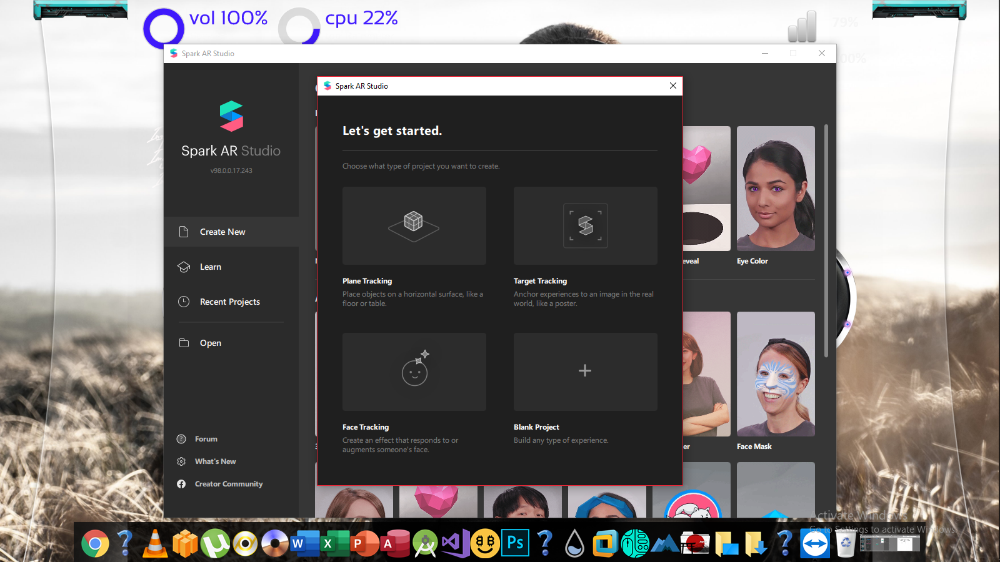 vol 100%
cpu 22%
79%
00%
Spark AR Studio
Spark AR Studio
v98.0.0.17.243
Create New
Learn
Recent Projects
Open
Forum
What's New
Creator Community
Spark AR Studio
Let's get started.
Choose what type of project you want to create.
Plane Tracking
Place objects on a horizontal surface, like a
floor or table.
Target Tracking
Anchor experiences to an image in the real
world, like a poster.
Face Tracking
Create an effect that responds to or
augments someone's face.
Blank Project
Build any type of experience.
eveal
Eye Color
er
Face Mask
Activate Windows
Go to Settings to activate Windows.
W
X
P
A
Ps